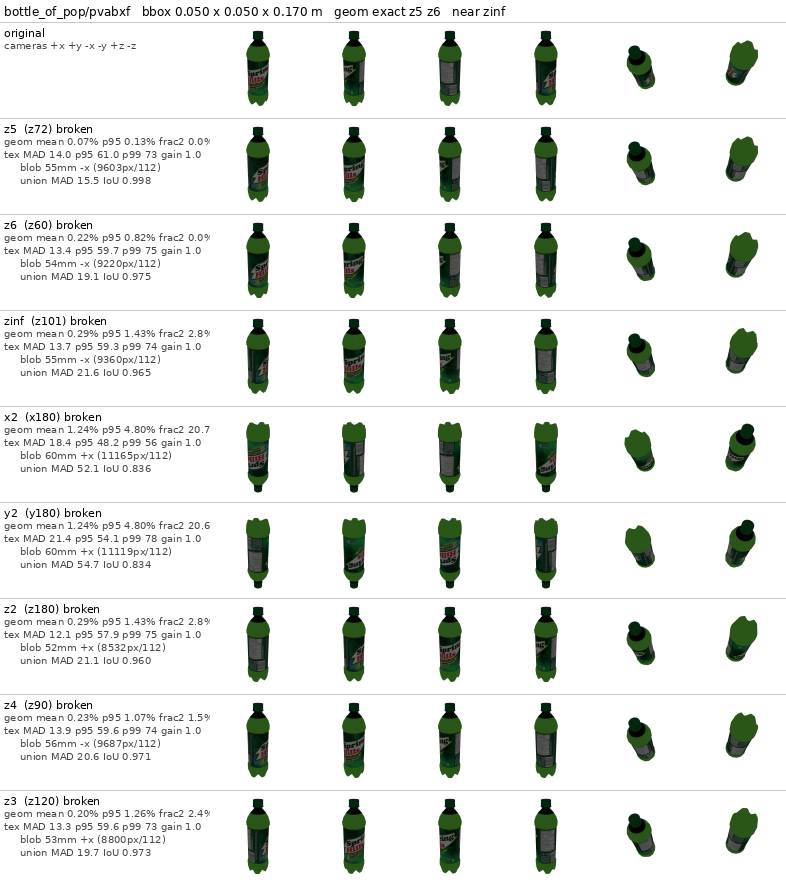 bottle_of_pop/pvabxf   bbox 0.050 x 0.050 x 0.170 m   geom exact z5 z6   near zinf
original
cameras +x +y -x -y +z -z
z5  (z72) broken
geom mean 0.07% p95 0.13% frac2 0.0%
tex MAD 14.0 p95 61.0 p99 73 gain 1.0
blob 55mm -x (9603px/112)
union MAD 15.5 IoU 0.998
z6  (z60) broken
geom mean 0.22% p95 0.82% frac2 0.0%
tex MAD 13.4 p95 59.7 p99 75 gain 1.0
blob 54mm -x (9220px/112)
union MAD 19.1 IoU 0.975
zinf  (z101) broken
geom mean 0.29% p95 1.43% frac2 2.8%
tex MAD 13.7 p95 59.3 p99 74 gain 1.0
blob 55mm -x (9360px/112)
union MAD 21.6 IoU 0.965
x2  (x180) broken
geom mean 1.24% p95 4.80% frac2 20.7
tex MAD 18.4 p95 48.2 p99 56 gain 1.0
blob 60mm +x (11165px/112)
union MAD 52.1 IoU 0.836
y2  (y180) broken
geom mean 1.24% p95 4.80% frac2 20.6
tex MAD 21.4 p95 54.1 p99 78 gain 1.0
blob 60mm +x (11119px/112)
union MAD 54.7 IoU 0.834
z2  (z180) broken
geom mean 0.29% p95 1.43% frac2 2.8%
tex MAD 12.1 p95 57.9 p99 75 gain 1.0
blob 52mm +x (8532px/112)
union MAD 21.1 IoU 0.960
z4  (z90) broken
geom mean 0.23% p95 1.07% frac2 1.5%
tex MAD 13.9 p95 59.6 p99 74 gain 1.0
blob 56mm -x (9687px/112)
union MAD 20.6 IoU 0.971
z3  (z120) broken
geom mean 0.20% p95 1.26% frac2 2.4%
tex MAD 13.3 p95 59.6 p99 73 gain 1.0
blob 53mm +x (8800px/112)
union MAD 19.7 IoU 0.973